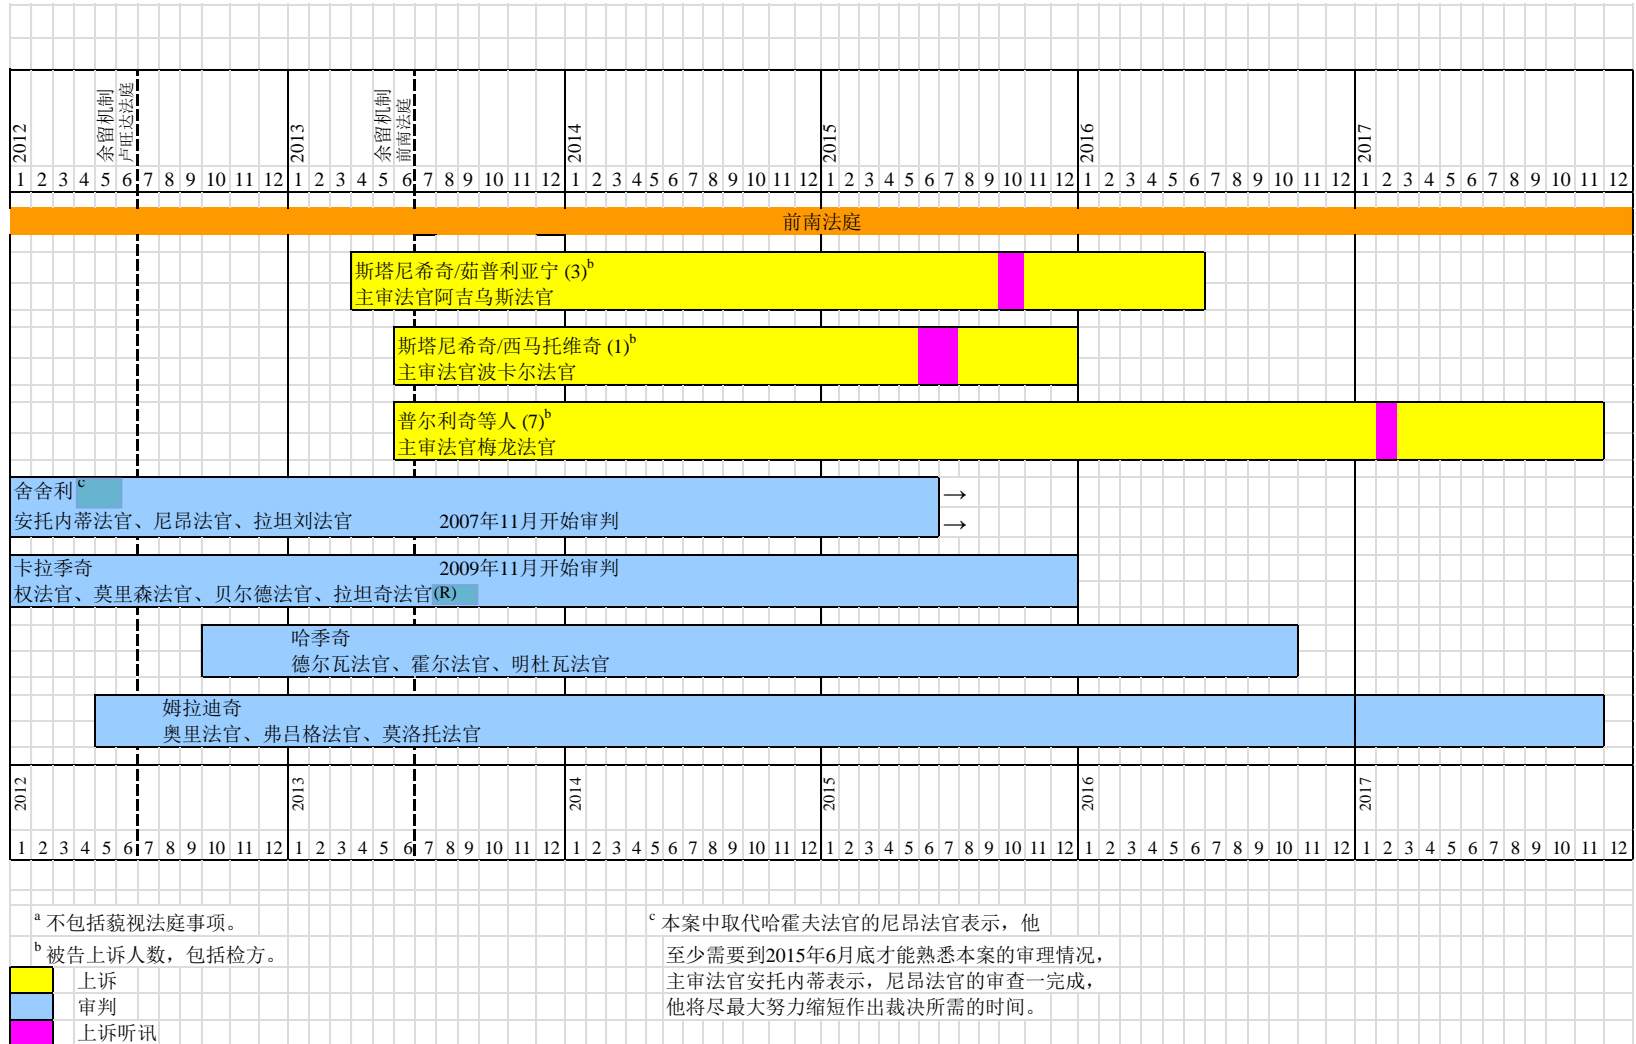 2012 余留机制 卢旺达法庭 2013 余留机制 前南法庭 2014 2015 2016 2017
1 2 3 4 5 6 7 8 9 10 11 12 1 2 3 4 5 6 7 8 9 10 11 12 1 2 3 4 5 6 7 8 9 10 11 12 1 2 3 4 5 6 7 8 9 10 11 12 1 2 3 4 5 6 7 8 9 10 11 12 1 2 3 4 5 6 7 8 9 10 11 12
前南法庭
斯塔尼希奇/茹普利亚宁 (3)b
主审法官阿吉乌斯法官
斯塔尼希奇/西马托维奇 (1)b
主审法官波卡尔法官
普尔利奇等人 (7)b
主审法官梅龙法官
舍舍利c →
安托内蒂法官、尼昂法官、拉坦刘法官 2007年11月开始审判 →
卡拉季奇 2009年11月开始审判
权法官、莫里森法官、贝尔德法官、拉坦奇法官(R)
哈季奇
德尔瓦法官、霍尔法官、明杜瓦法官
姆拉迪奇
奥里法官、弗吕格法官、莫洛托法官
2012 2013 2014 2015 2016 2017
1 2 3 4 5 6 7 8 9 10 11 12 1 2 3 4 5 6 7 8 9 10 11 12 1 2 3 4 5 6 7 8 9 10 11 12 1 2 3 4 5 6 7 8 9 10 11 12 1 2 3 4 5 6 7 8 9 10 11 12 1 2 3 4 5 6 7 8 9 10 11 12
a 不包括藐视法庭事项。
b 被告上诉人数，包括检方。
上诉
审判
上诉听讯
c 本案中取代哈霍夫法官的尼昂法官表示，他
至少需要到2015年6月底才能熟悉本案的审理情况，
主审法官安托内蒂表示，尼昂法官的审查一完成，
他将尽最大努力缩短作出裁决所需的时间。